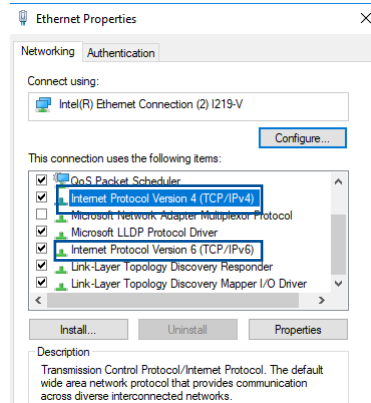 Ethernet Properties
Networking
Authentication
Connect using:
Intel(R) Ethernet Connection (2) I219-V
Configure...
This connection uses the following items:
QoS Packet Scheduler
Internet Protocol Version 4 (TCP/IPv4)
Microsoft Network Adapter Multiplexor Protocol
Microsoft LLDP Protocol Driver
Internet Protocol Version 6 (TCP/IPv6)
Link-Layer Topology Discovery Responder
Link-Layer Topology Discovery Mapper I/O Driver
Install...
Uninstall
Properties
Description
Transmission Control Protocol/Internet Protocol. The default
wide area network protocol that provides communication
across diverse interconnected networks.